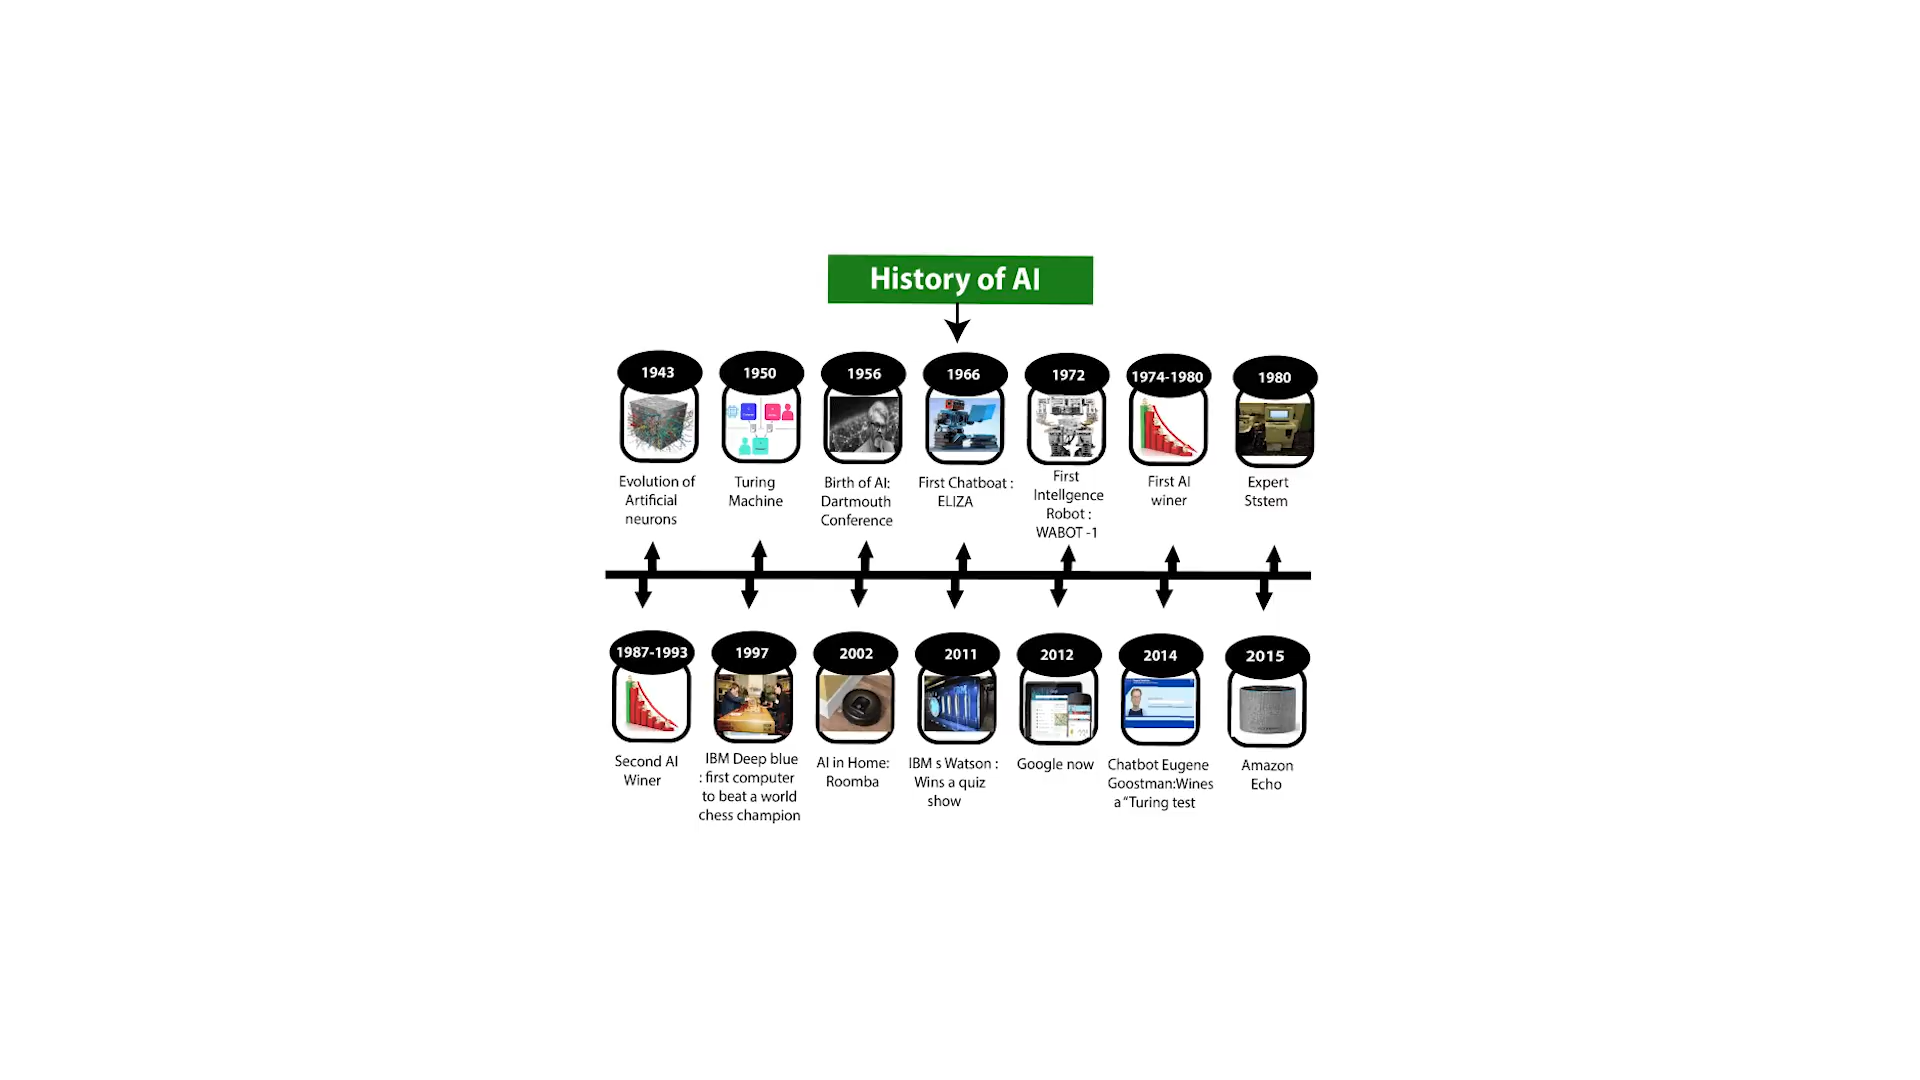 History of AI
1943
1950
1956
1966
1972
1974-1980
1980
Evolution of
Artificial
neurons
Turing
Machine
Birth of AI:
Dartmouth
Conference
First Chatboat :
ELIZA
First
Intellgence
Robot :
WABOT -1
First AI
winer
Expert
Ststem
1987-1993
1997
2002
2011
2012
2014
2015
Second AI
Winer
IBM Deep blue
: first computer
to beat a world
chess champion
AI in Home:
Roomba
IBM s Watson :
Wins a quiz
show
Google now
Chatbot Eugene
Goostman:Wines
a “Turing test
Amazon
Echo